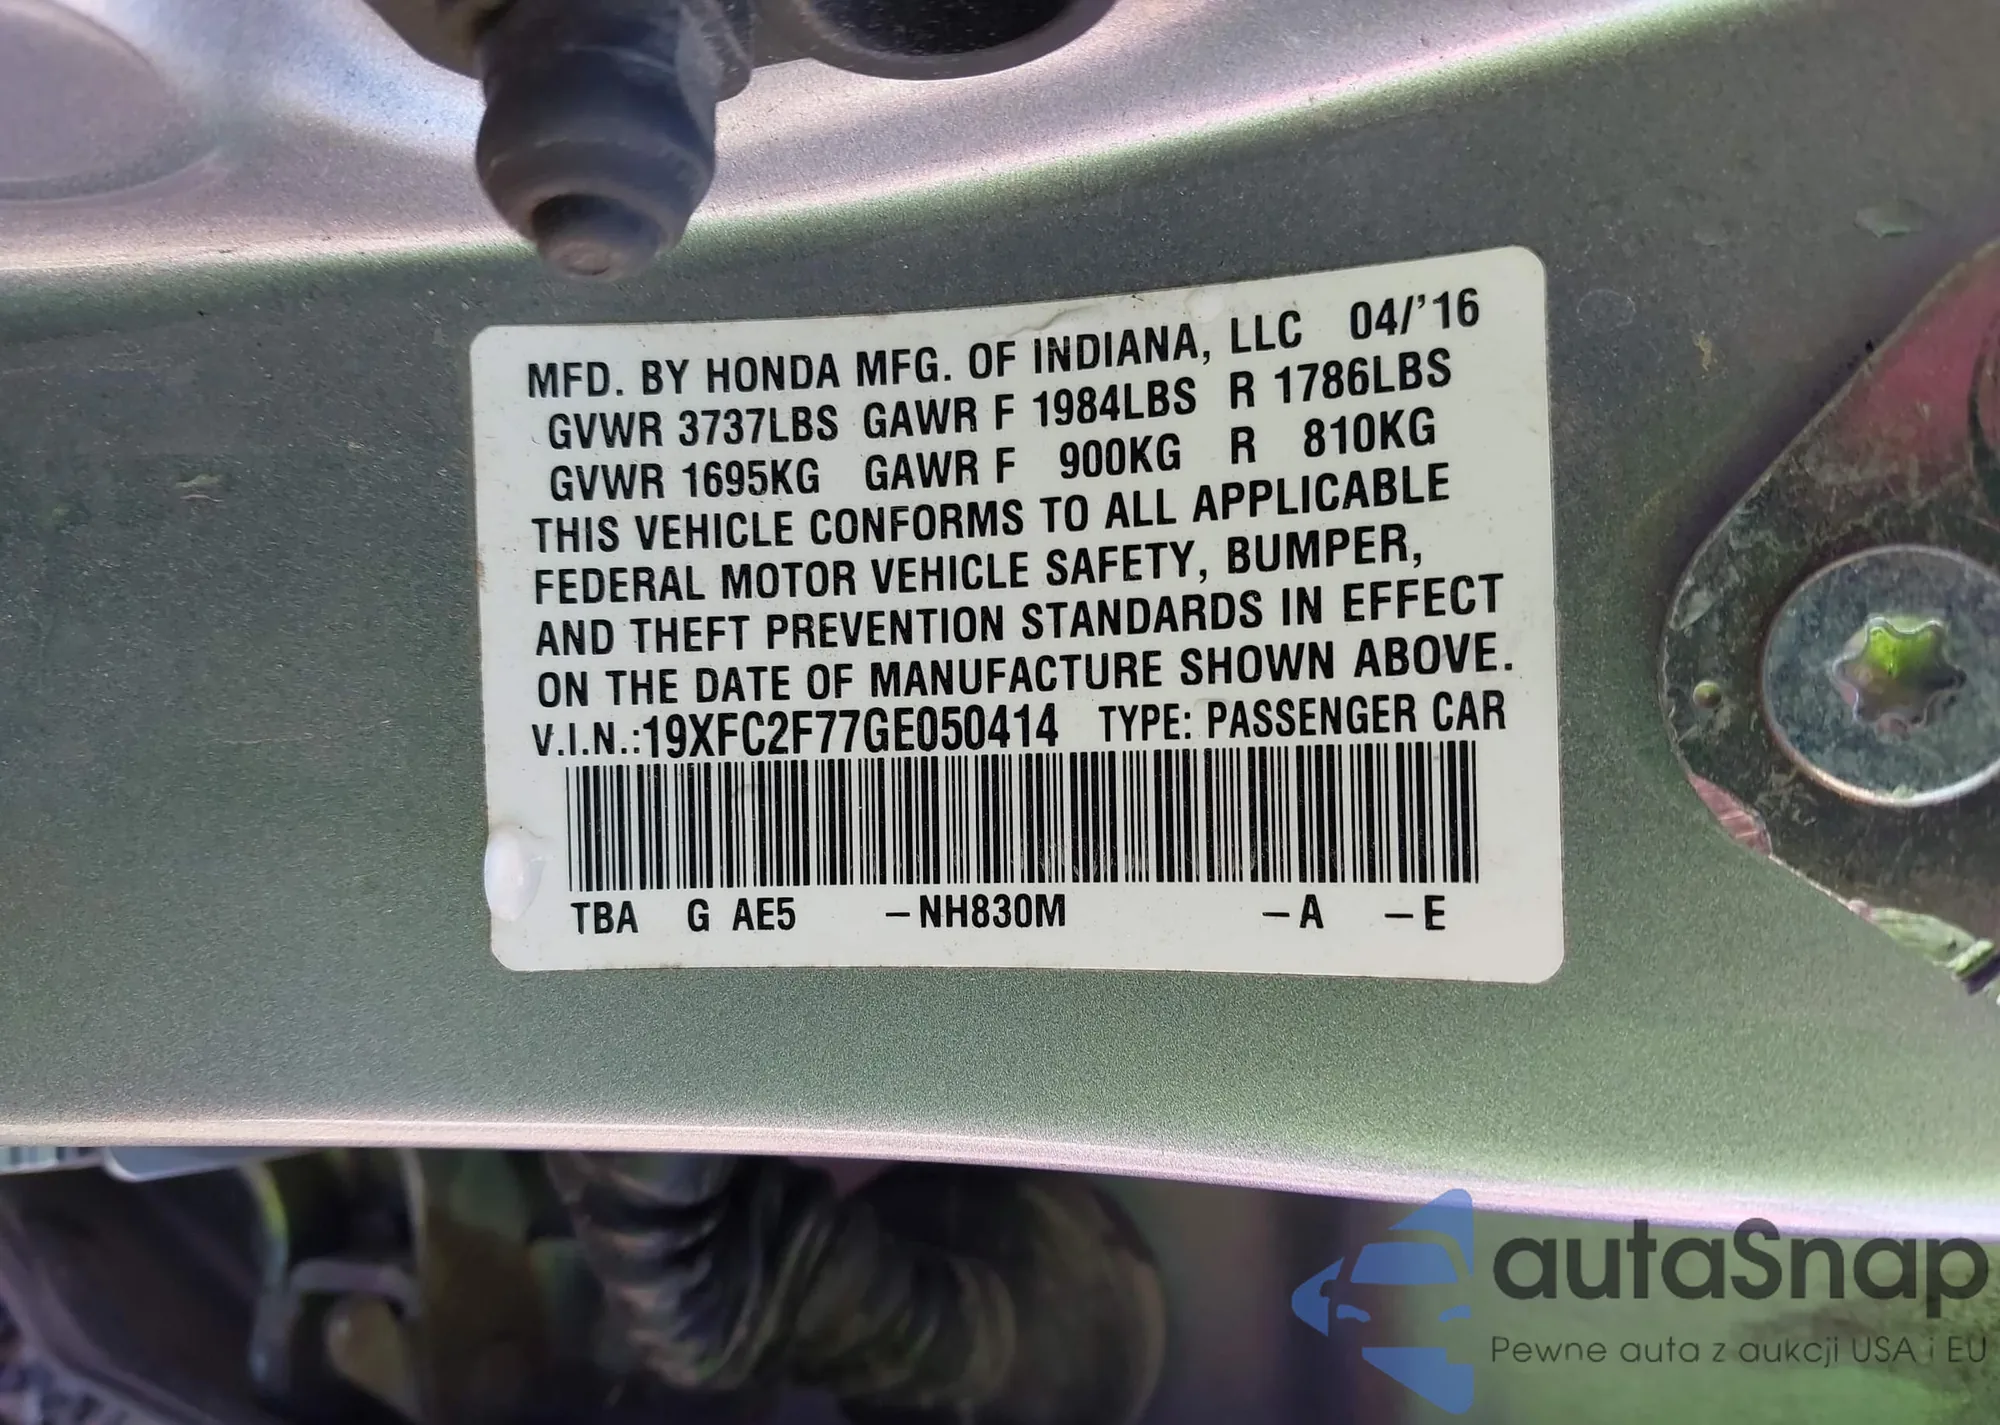 MFD. BY HONDA MFG. OF INDIANA, LLC 04/'16
GVWR 3737LBS GAWR F 1984LBS R 1786LBS
GVWR 1695KG GAWR F 900KG R 810KG
THIS VEHICLE CONFORMS TO ALL APPLICABLE
FEDERAL MOTOR VEHICLE SAFETY, BUMPER,
AND THEFT PREVENTION STANDARDS IN EFFECT
ON THE DATE OF MANUFACTURE SHOWN ABOVE.
V.I.N.:19XFC2F77GE050414 TYPE: PASSENGER CAR
TBA G AE5 –NH830M –A –E
autaSnap
Pewne auta z aukcji USA i EU